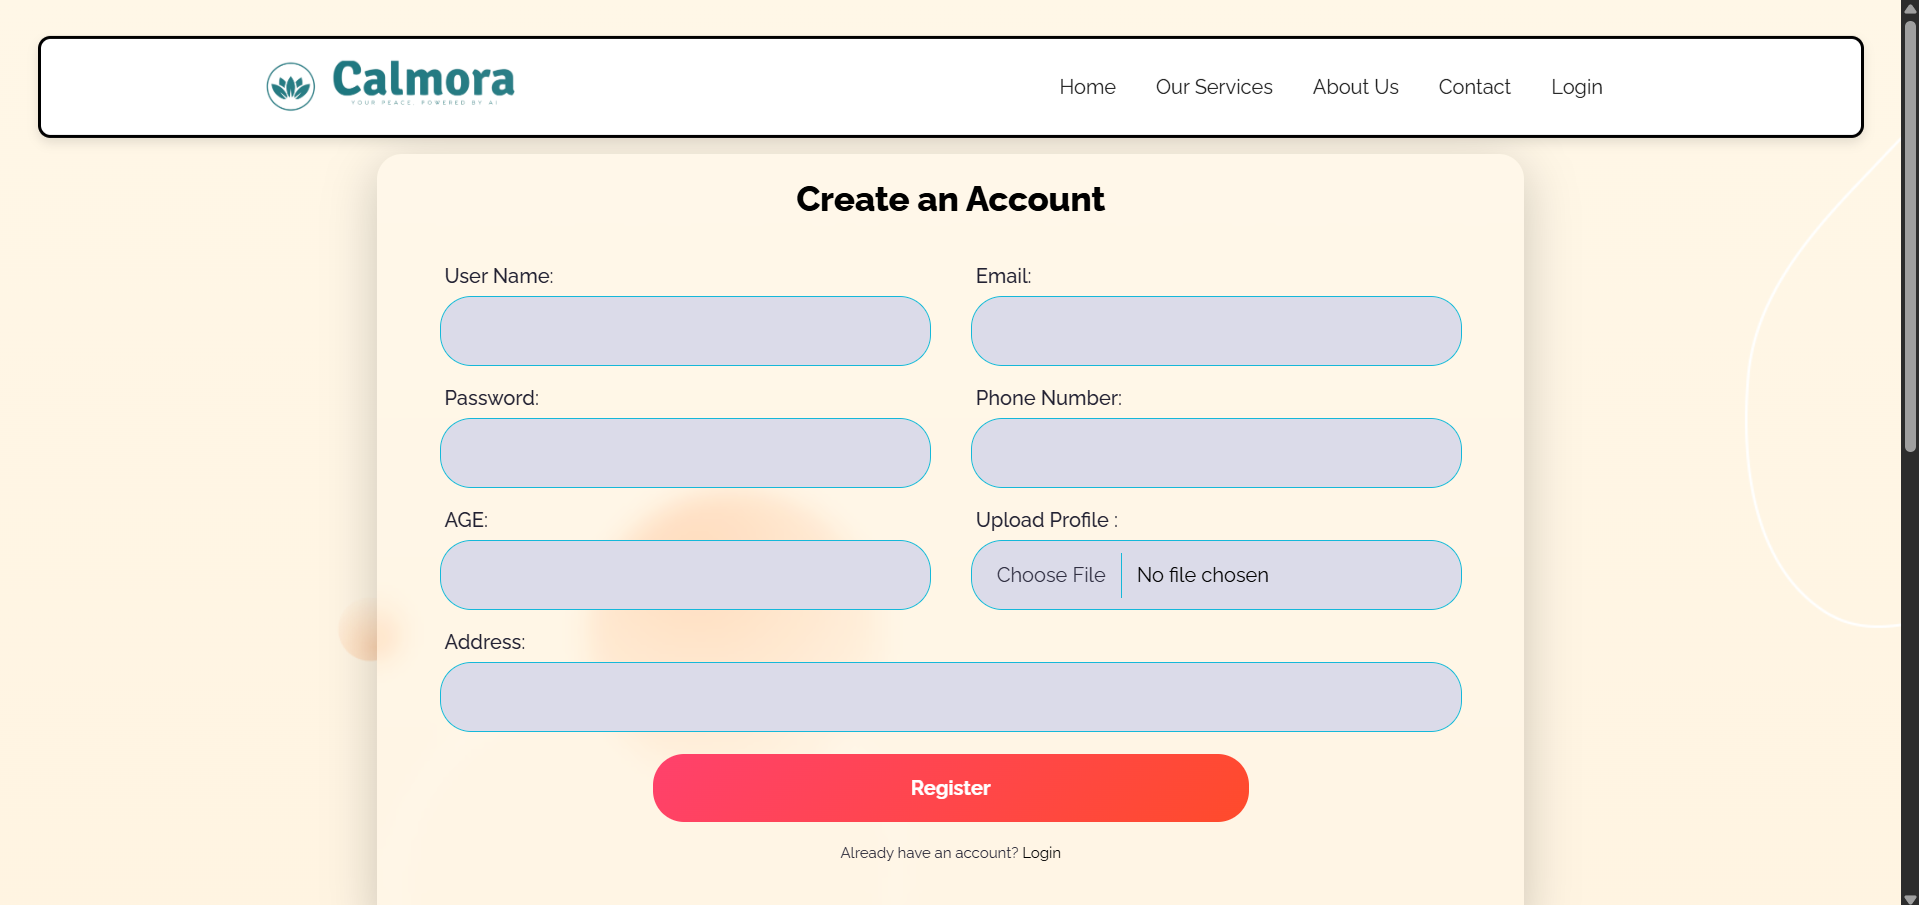 Calmora
YOUR PEACE. POWERED BY AI
Home Our Services About Us Contact Login
Create an Account
User Name: Email:
Password: Phone Number:
AGE: Upload Profile :
Choose File No file chosen
Address:
Register
Already have an account? Login